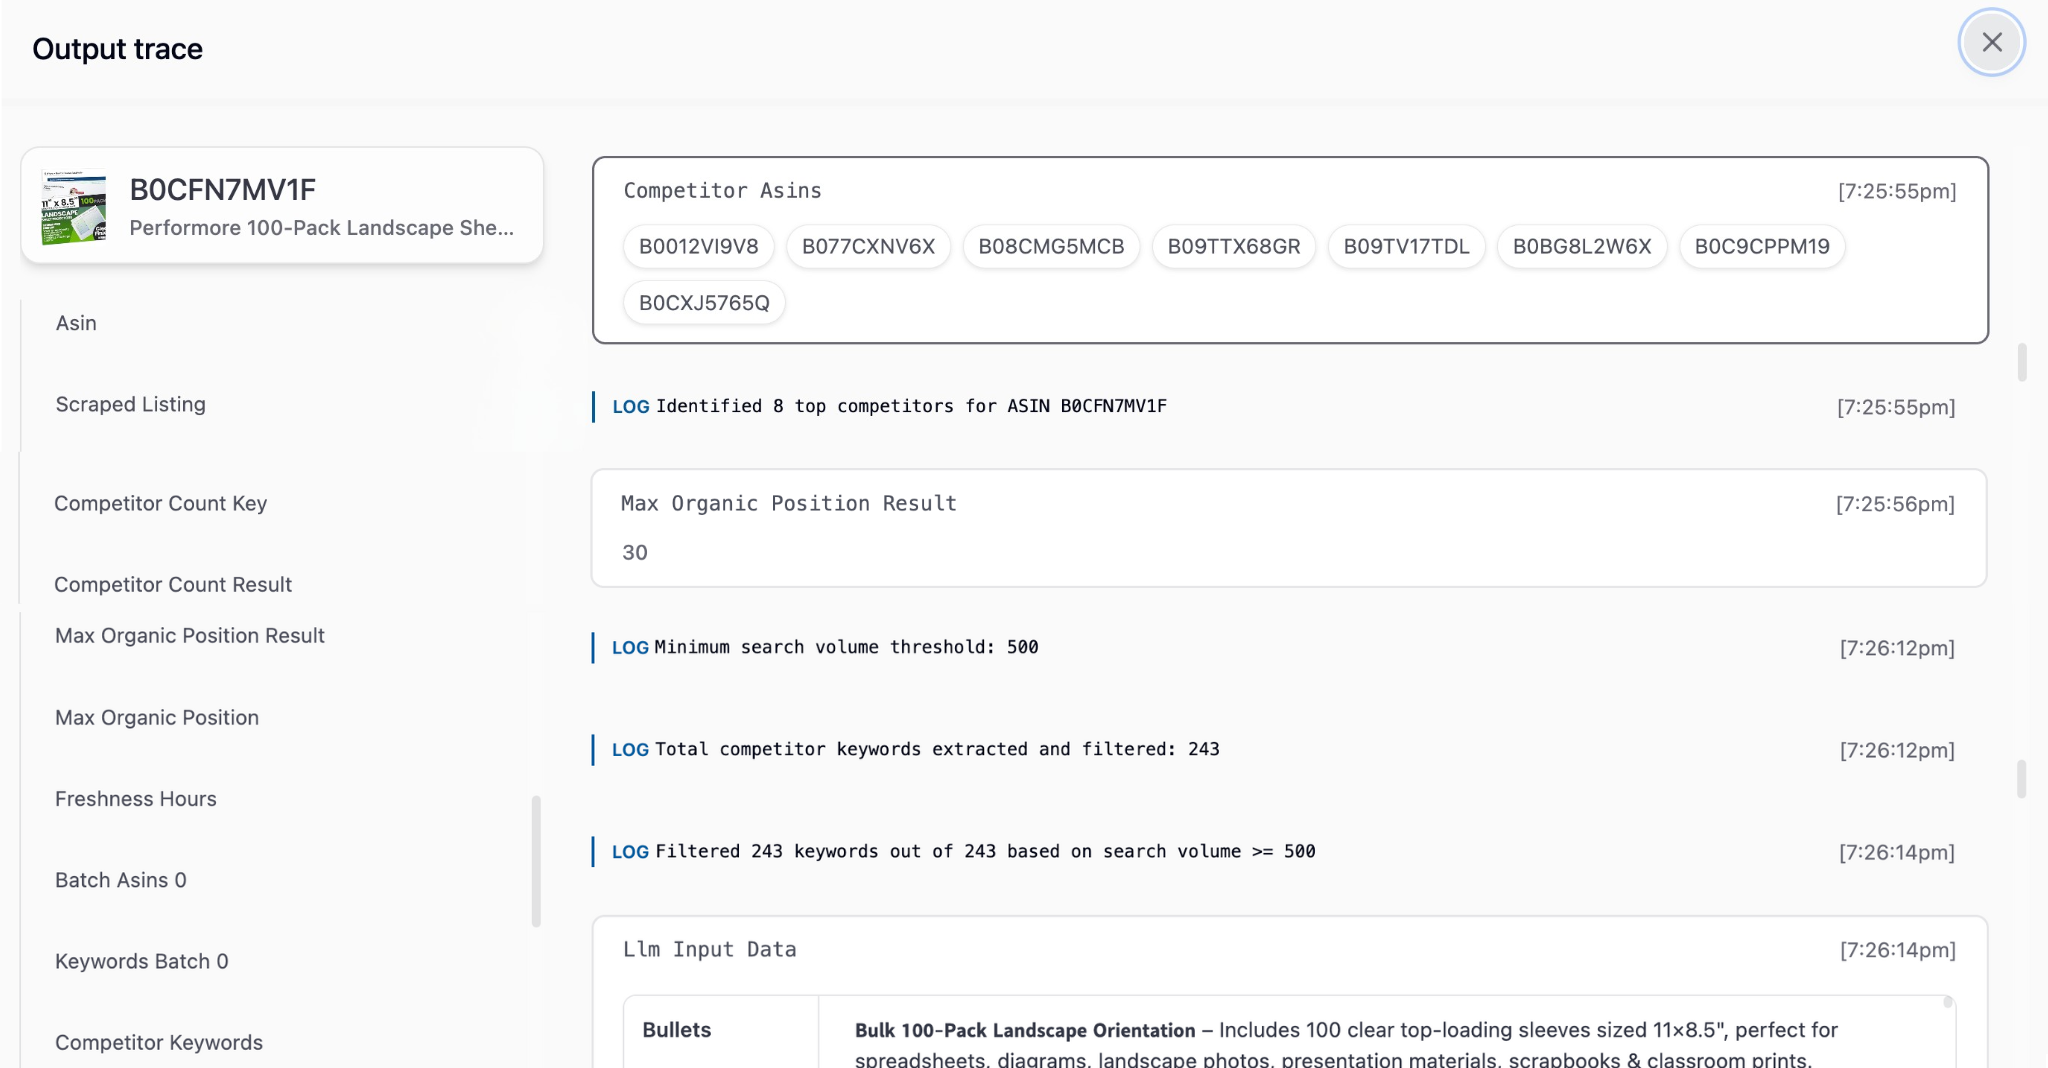 Output trace
B0CFN7MV1F
Performore 100-Pack Landscape She...
11" x 8.5"
100
LANDSCAPE
Asin
Scraped Listing
Competitor Count Key
Competitor Count Result
Max Organic Position Result
Max Organic Position
Freshness Hours
Batch Asins 0
Keywords Batch 0
Competitor Keywords
Competitor Asins [7:25:55pm]
B0012VI9V8 B077CXNV6X B08CMG5MCB B09TTX68GR B09TV17TDL B0BG8L2W6X B0C9CPPM19
B0CXJ5765Q
LOG Identified 8 top competitors for ASIN B0CFN7MV1F [7:25:55pm]
Max Organic Position Result [7:25:56pm]
30
LOG Minimum search volume threshold: 500 [7:26:12pm]
LOG Total competitor keywords extracted and filtered: 243 [7:26:12pm]
LOG Filtered 243 keywords out of 243 based on search volume >= 500 [7:26:14pm]
Llm Input Data [7:26:14pm]
Bullets Bulk 100-Pack Landscape Orientation – Includes 100 clear top-loading sleeves sized 11×8.5", perfect for
spreadsheets, diagrams, landscape photos, presentation materials, scrapbooks & classroom prints.